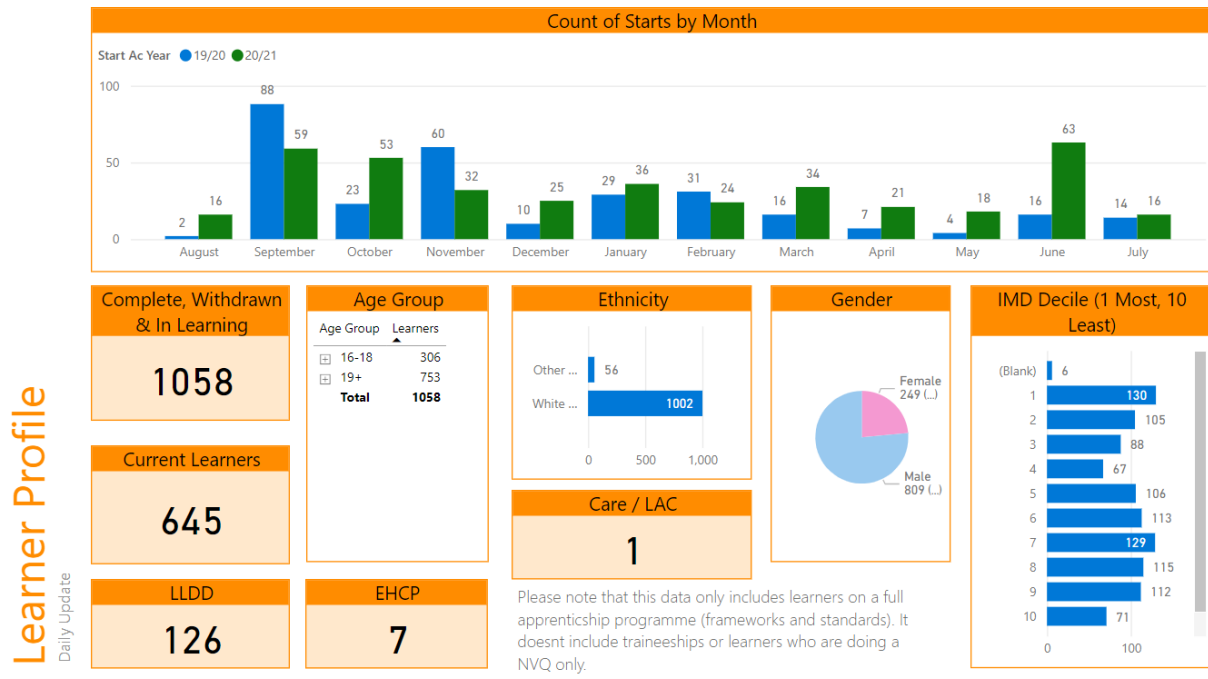 Learner Profile
Daily Update
Count of Starts by Month
Start Ac Year 19/20 20/21
100
50
0
2 16 88 59 23 53 60 32 10 25 29 36 31 24 16 34 7 21 4 18 16 63 14 16
August September October November December January February March April May June July
Complete, Withdrawn
& In Learning
1058
Current Learners
645
LLDD
126
Age Group
Age Group Learners
16-18 306
19+ 753
Total 1058
EHCP
7
Ethnicity
Other ... 56
White ... 1002
0 500 1,000
Care / LAC
1
Please note that this data only includes learners on a full
apprenticship programme (frameworks and standards). It
doesnt include traineeships or learners who are doing a
NVQ only.
Gender
Female
249 (...)
Male
809 (...)
IMD Decile (1 Most, 10
Least)
(Blank) 6
1 130
2 105
3 88
4 67
5 106
6 113
7 129
8 115
9 112
10 71
0 100